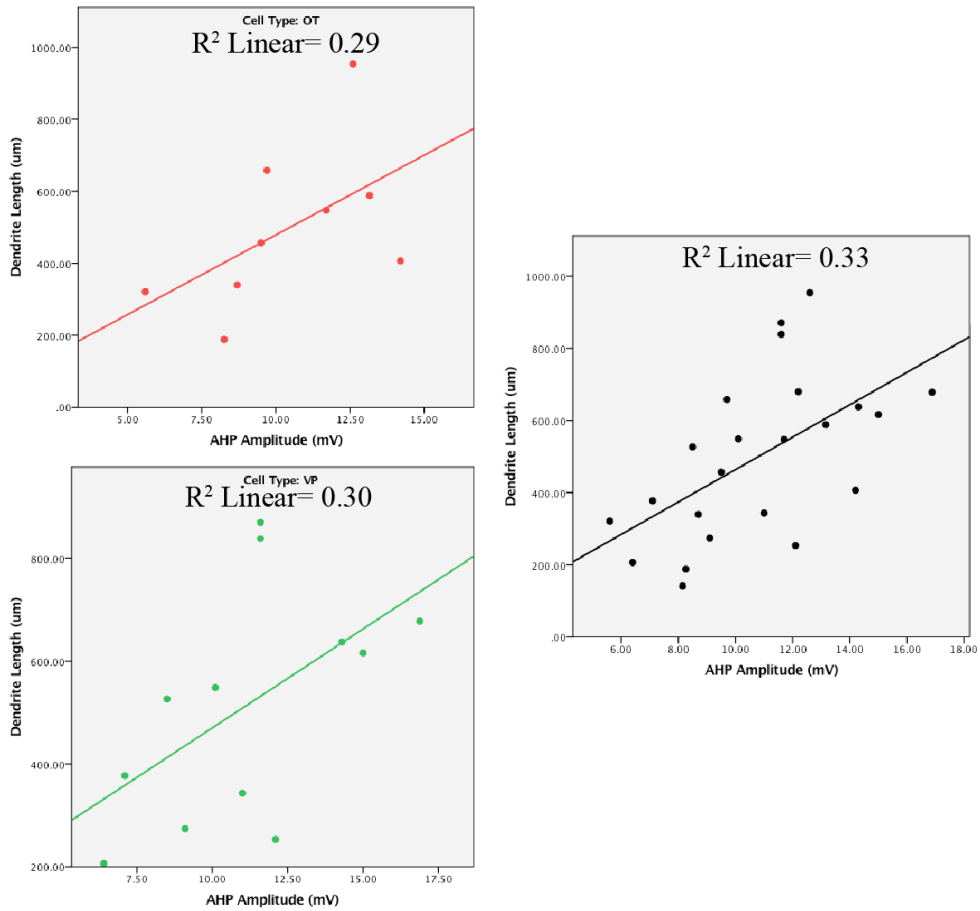 Cell Type: OT
R² Linear= 0.29
1000.00
800.00
600.00
400.00
200.00
.00
Dendrite Length (um)
5.00 7.50 10.00 12.50 15.00
AHP Amplitude (mV)
Cell Type: VP
R² Linear= 0.30
800.00
600.00
400.00
200.00
Dendrite Length (um)
7.50 10.00 12.50 15.00 17.50
AHP Amplitude (mV)
R² Linear= 0.33
1000.00
800.00
600.00
400.00
200.00
.00
Dendrite Length (um)
6.00 8.00 10.00 12.00 14.00 16.00 18.00
AHP Amplitude (mV)